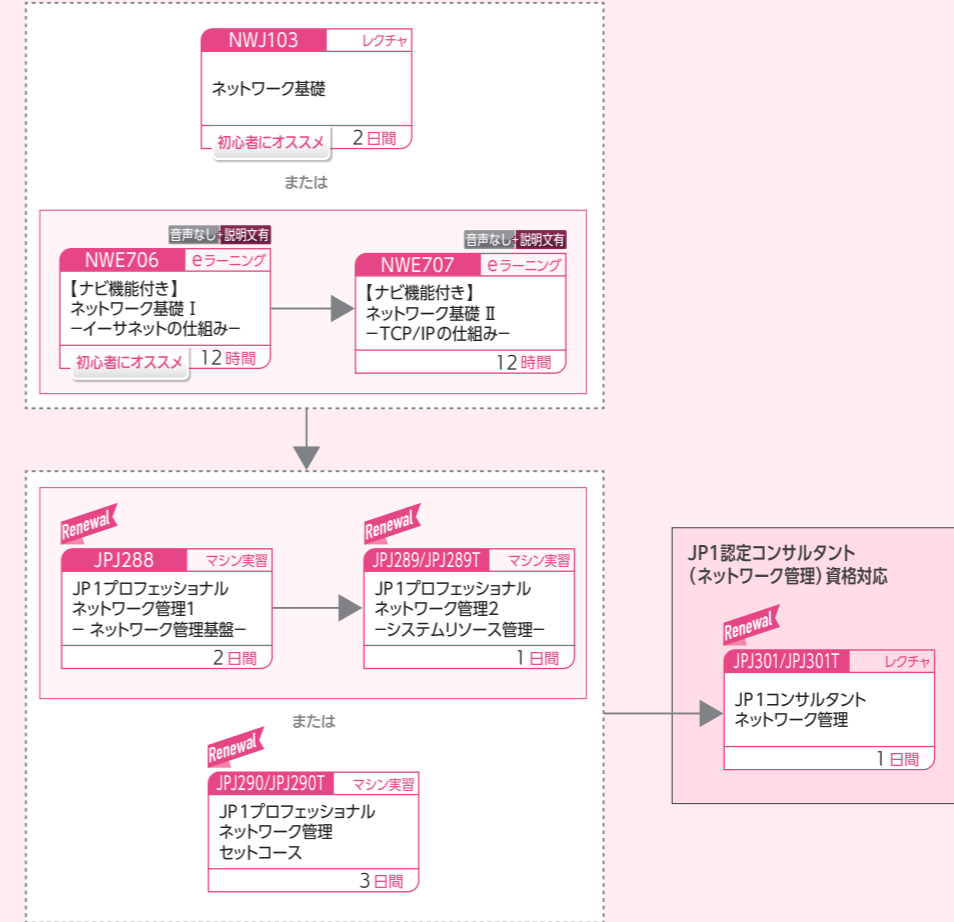 NWJ103 レクチャ
ネットワーク基礎
初心者にオススメ 2日間
または
音声なし+説明文有
NWE706 eラーニング
【ナビ機能付き】
ネットワーク基礎 I
−イーサネットの仕組み−
初心者にオススメ 12時間
音声なし+説明文有
NWE707 eラーニング
【ナビ機能付き】
ネットワーク基礎 II
−TCP/IPの仕組み−
12時間
Renewal
JPJ288 マシン実習
JP1プロフェッショナル
ネットワーク管理1
− ネットワーク管理基盤−
2日間
Renewal
JPJ289/JPJ289T マシン実習
JP1プロフェッショナル
ネットワーク管理2
−システムリソース管理−
1日間
または
Renewal
JPJ290/JPJ290T マシン実習
JP1プロフェッショナル
ネットワーク管理
セットコース
3日間
JP1認定コンサルタント
(ネットワーク管理)資格対応
Renewal
JPJ301/JPJ301T レクチャ
JP1コンサルタント
ネットワーク管理
1日間